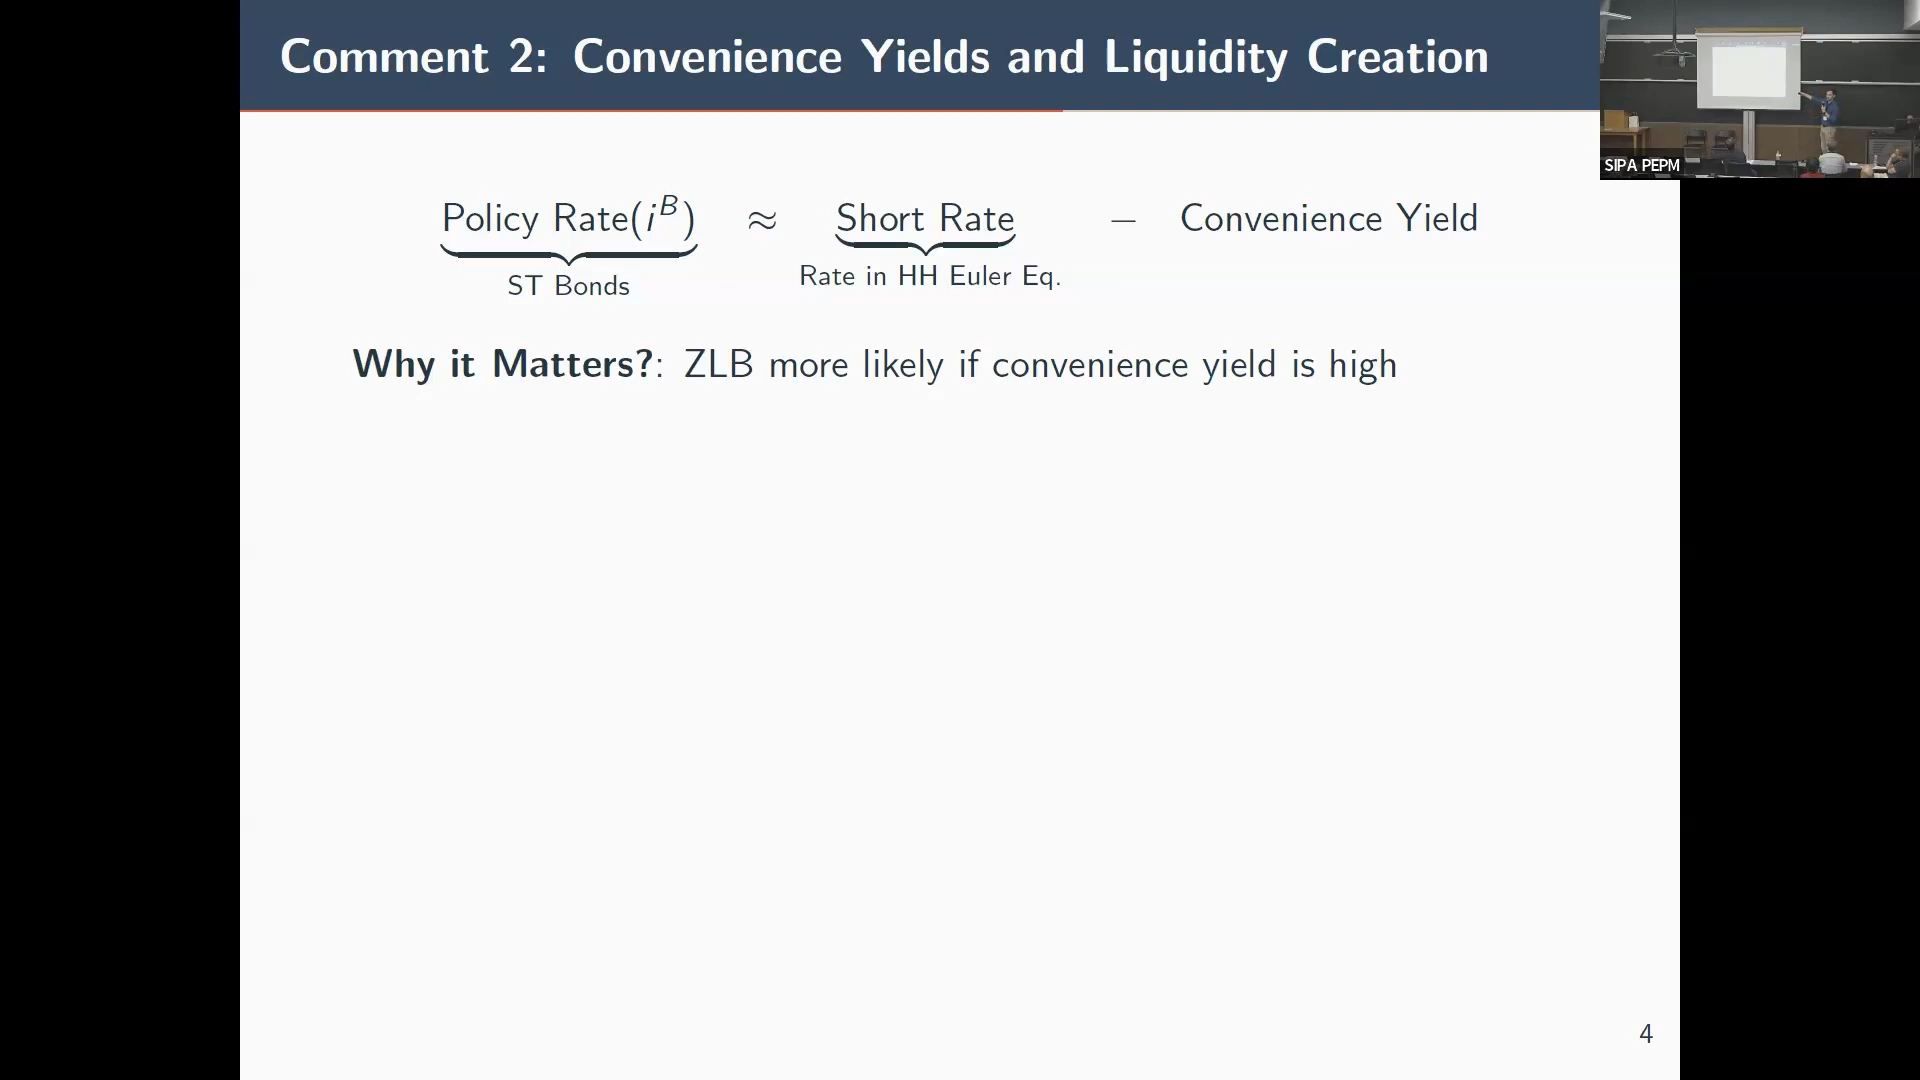 Comment 2: Convenience Yields and Liquidity Creation
SIPA PEPM
Policy Rate(i^B) ≈ Short Rate − Convenience Yield
ST Bonds Rate in HH Euler Eq.
Why it Matters?: ZLB more likely if convenience yield is high
4